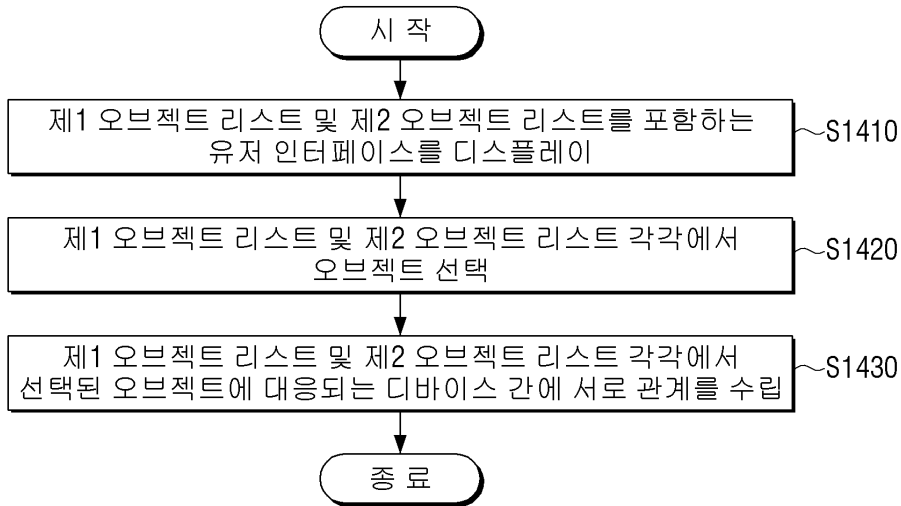 시 작
제1 오브젝트 리스트 및 제2 오브젝트 리스트를 포함하는
유저 인터페이스를 디스플레이
S1410
제1 오브젝트 리스트 및 제2 오브젝트 리스트 각각에서
오브젝트 선택
S1420
제1 오브젝트 리스트 및 제2 오브젝트 리스트 각각에서
선택된 오브젝트에 대응되는 디바이스 간에 서로 관계를 수립
S1430
종 료